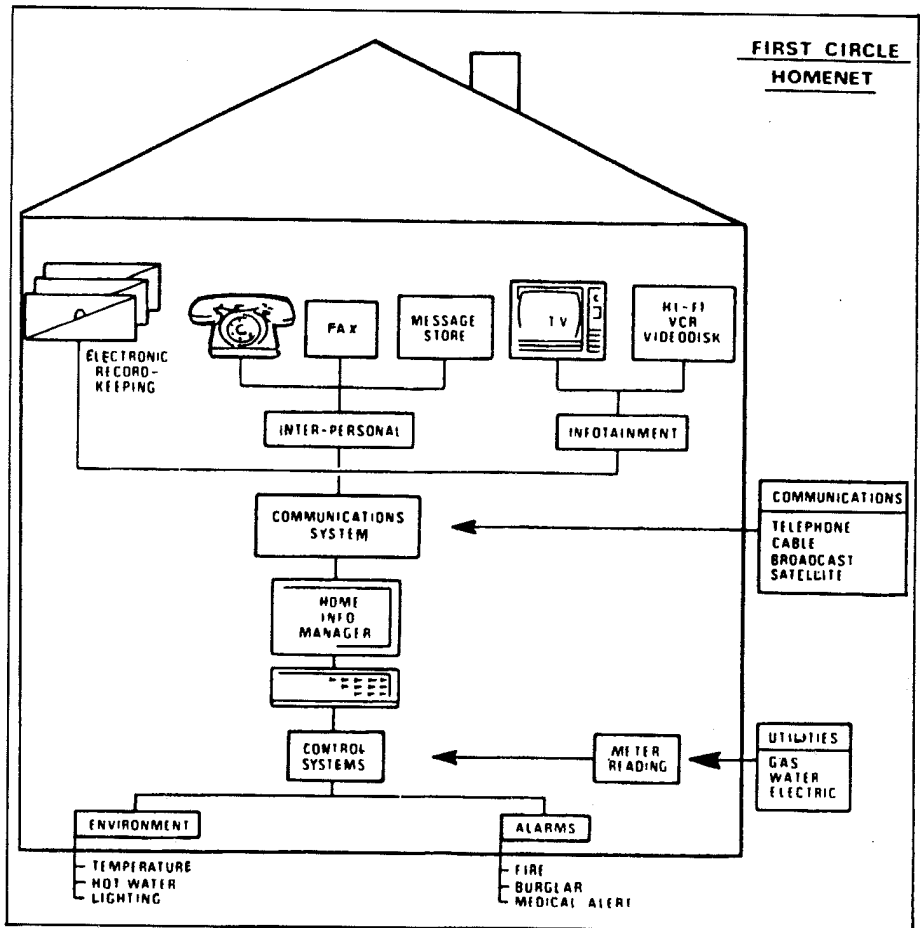 FIRST CIRCLE
HOMENET
ELECTRONIC
RECORD-
KEEPING
FAX
MESSAGE
STORE
TV
HI-FI
VCR
VIDEODISK
INTER-PERSONAL
INFOTAINMENT
COMMUNICATIONS
SYSTEM
COMMUNICATIONS
TELEPHONE
CABLE
BROADCAST
SATELLITE
HOME
INFO
MANAGER
CONTROL
SYSTEMS
METER
READING
UTILITIES
GAS
WATER
ELECTRIC
ENVIRONMENT
TEMPERATURE
HOT WATER
LIGHTING
ALARMS
FIRE
BURGLAR
MEDICAL ALERT